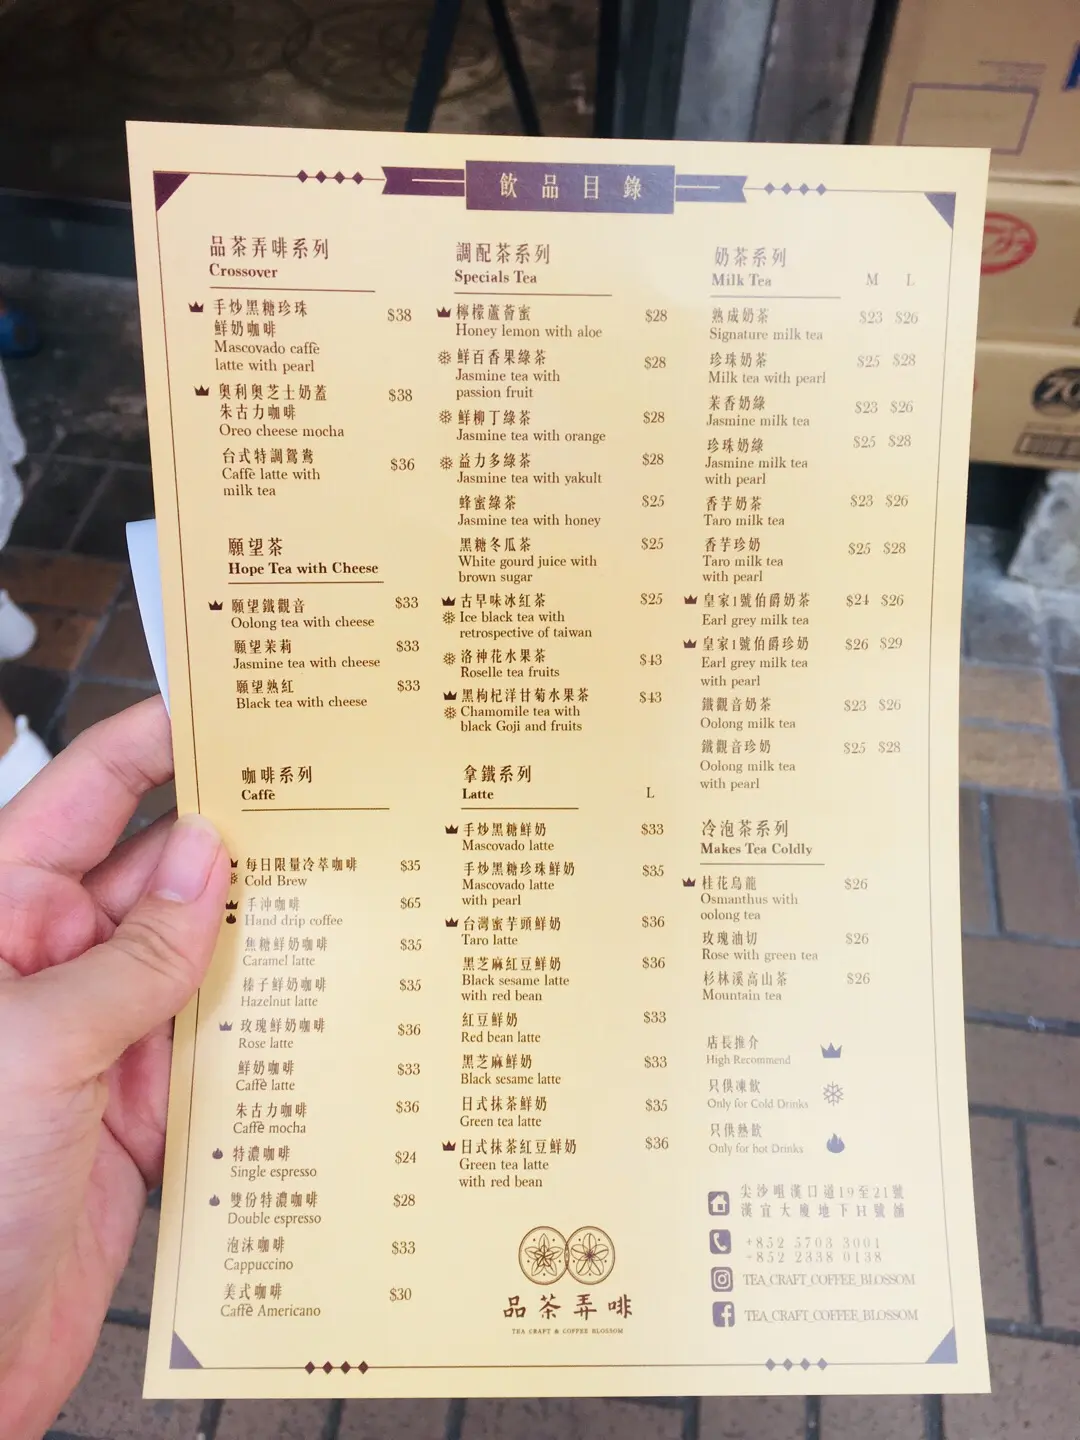 飲品目錄
品茶弄啡系列
Crossover
手炒黑糖珍珠
鮮奶咖啡
$38
Mascovado caffè
latte with pearl
奧利奧芝士奶蓋
朱古力咖啡
$38
Oreo cheese mocha
台式特調鴛鴦
$36
Caffè latte with
milk tea
願望茶
Hope Tea with Cheese
願望鐵觀音 $33
Oolong tea with cheese
願望茉莉 $33
Jasmine tea with cheese
願望熟紅 $33
Black tea with cheese
咖啡系列
Caffè
每日限量冷萃咖啡 $35
Cold Brew
手沖咖啡 $65
Hand drip coffee
焦糖鮮奶咖啡 $35
Caramel latte
榛子鮮奶咖啡 $35
Hazelnut latte
玫瑰鮮奶咖啡 $36
Rose latte
鮮奶咖啡 $33
Caffè latte
朱古力咖啡 $36
Caffè mocha
特濃咖啡 $24
Single espresso
雙份特濃咖啡 $28
Double espresso
泡沫咖啡 $33
Cappuccino
美式咖啡 $30
Caffè Americano
調配茶系列
Specials Tea
檸檬蘆薈蜜 $28
Honey lemon with aloe
鮮百香果綠茶 $28
Jasmine tea with
passion fruit
鮮柳丁綠茶 $28
Jasmine tea with orange
益力多綠茶 $28
Jasmine tea with yakult
蜂蜜綠茶 $25
Jasmine tea with honey
黑糖冬瓜茶 $25
White gourd juice with
brown sugar
古早味冰紅茶 $25
Ice black tea with
retrospective of taiwan
洛神花水果茶 $43
Roselle tea fruits
黑枸杞洋甘菊水果茶 $43
Chamomile tea with
black Goji and fruits
拿鐵系列
Latte L
手炒黑糖鮮奶 $33
Mascovado latte
手炒黑糖珍珠鮮奶 $35
Mascovado latte
with pearl
台灣蜜芋頭鮮奶 $36
Taro latte
黑芝麻紅豆鮮奶 $36
Black sesame latte
with red bean
紅豆鮮奶 $33
Red bean latte
黑芝麻鮮奶 $33
Black sesame latte
日式抹茶鮮奶 $35
Green tea latte
日式抹茶紅豆鮮奶 $36
Green tea latte
with red bean
品茶弄啡
TEA CRAFT & COFFEE BLOSSOM
奶茶系列
Milk Tea M L
熟成奶茶 $23 $26
Signature milk tea
珍珠奶茶 $25 $28
Milk tea with pearl
茉香奶綠 $23 $26
Jasmine milk tea
珍珠奶綠 $25 $28
Jasmine milk tea
with pearl
香芋奶茶 $23 $26
Taro milk tea
香芋珍奶 $25 $28
Taro milk tea
with pearl
皇家1號伯爵奶茶 $24 $26
Earl grey milk tea
皇家1號伯爵珍奶 $26 $29
Earl grey milk tea
with pearl
鐵觀音奶茶 $23 $26
Oolong milk tea
鐵觀音珍奶 $25 $28
Oolong milk tea
with pearl
冷泡茶系列
Makes Tea Coldly
桂花烏龍 $26
Osmanthus with
oolong tea
玫瑰油切 $26
Rose with green tea
杉林溪高山茶 $26
Mountain tea
店長推介
High Recommend
只供凍飲
Only for Cold Drinks
只供熱飲
Only for hot Drinks
尖沙咀漢口道19至21號
漢宜大廈地下H號舖
+852 5703 3001
+852 2338 0138
TEA_CRAFT_COFFEE_BLOSSOM
TEA_CRAFT_COFFEE_BLOSSOM